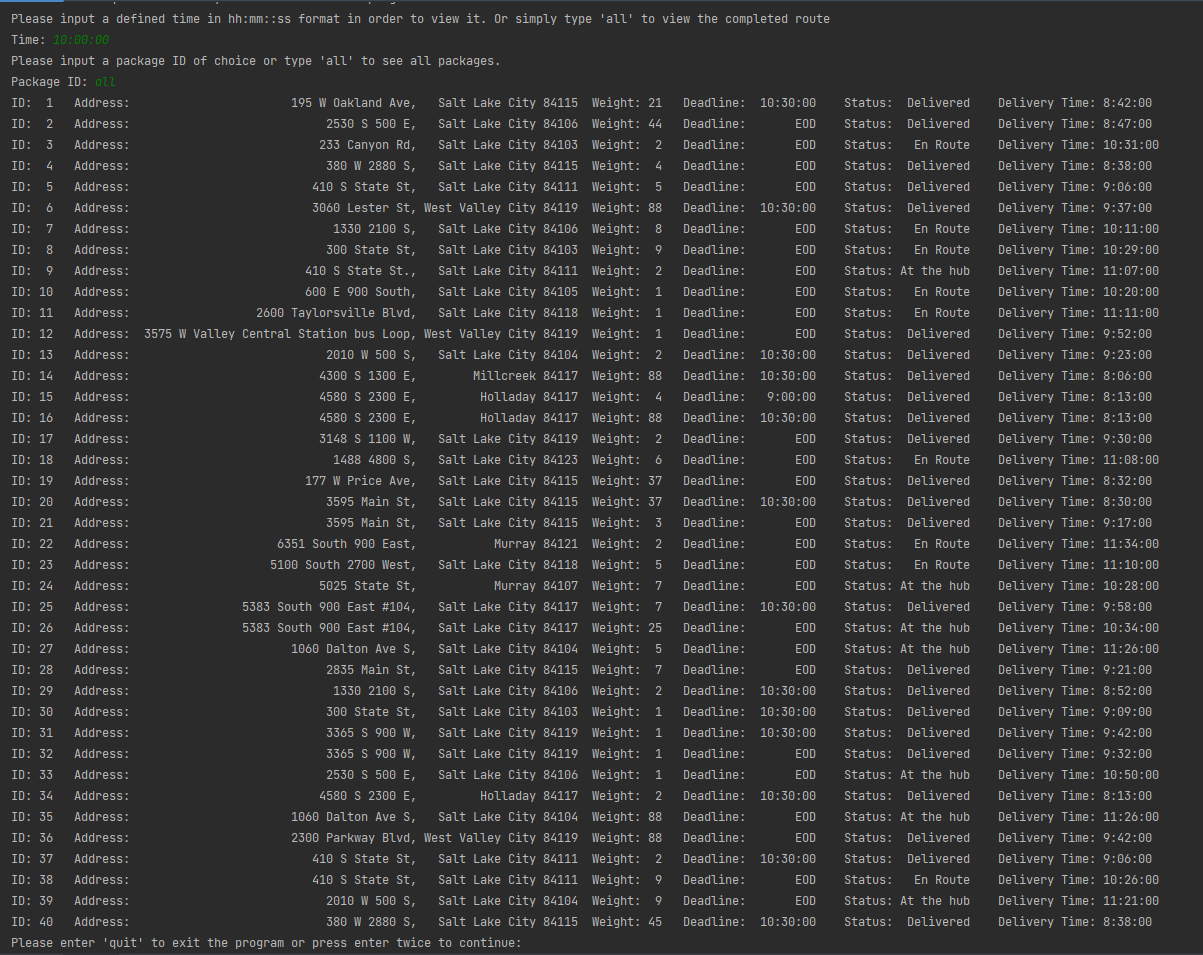 Please input a defined time in hh:mm::ss format in order to view it. Or simply type 'all' to view the completed route
Time: 10:00:00
Please input a package ID of choice or type 'all' to see all packages.
Package ID: all
ID: 1 Address: 195 W Oakland Ave, Salt Lake City 84115 Weight: 21 Deadline: 10:30:00 Status: Delivered Delivery Time: 8:42:00
ID: 2 Address: 2530 S 500 E, Salt Lake City 84106 Weight: 44 Deadline: EOD Status: Delivered Delivery Time: 8:47:00
ID: 3 Address: 233 Canyon Rd, Salt Lake City 84103 Weight: 2 Deadline: EOD Status: En Route Delivery Time: 10:31:00
ID: 4 Address: 380 W 2880 S, Salt Lake City 84115 Weight: 4 Deadline: EOD Status: Delivered Delivery Time: 8:38:00
ID: 5 Address: 410 S State St, Salt Lake City 84111 Weight: 5 Deadline: EOD Status: Delivered Delivery Time: 9:06:00
ID: 6 Address: 3060 Lester St, West Valley City 84119 Weight: 88 Deadline: 10:30:00 Status: Delivered Delivery Time: 9:37:00
ID: 7 Address: 1330 2100 S, Salt Lake City 84106 Weight: 8 Deadline: EOD Status: En Route Delivery Time: 10:11:00
ID: 8 Address: 300 State St, Salt Lake City 84103 Weight: 9 Deadline: EOD Status: En Route Delivery Time: 10:29:00
ID: 9 Address: 410 S State St., Salt Lake City 84111 Weight: 2 Deadline: EOD Status: At the hub Delivery Time: 11:07:00
ID: 10 Address: 600 E 900 South, Salt Lake City 84105 Weight: 1 Deadline: EOD Status: En Route Delivery Time: 10:20:00
ID: 11 Address: 2600 Taylorsville Blvd, Salt Lake City 84118 Weight: 1 Deadline: EOD Status: En Route Delivery Time: 11:11:00
ID: 12 Address: 3575 W Valley Central Station bus Loop, West Valley City 84119 Weight: 1 Deadline: EOD Status: Delivered Delivery Time: 9:52:00
ID: 13 Address: 2010 W 500 S, Salt Lake City 84104 Weight: 2 Deadline: 10:30:00 Status: Delivered Delivery Time: 9:23:00
ID: 14 Address: 4300 S 1300 E, Millcreek 84117 Weight: 88 Deadline: 10:30:00 Status: Delivered Delivery Time: 8:06:00
ID: 15 Address: 4580 S 2300 E, Holladay 84117 Weight: 4 Deadline: 9:00:00 Status: Delivered Delivery Time: 8:13:00
ID: 16 Address: 4580 S 2300 E, Holladay 84117 Weight: 88 Deadline: 10:30:00 Status: Delivered Delivery Time: 8:13:00
ID: 17 Address: 3148 S 1100 W, Salt Lake City 84119 Weight: 2 Deadline: EOD Status: Delivered Delivery Time: 9:30:00
ID: 18 Address: 1488 4800 S, Salt Lake City 84123 Weight: 6 Deadline: EOD Status: En Route Delivery Time: 11:08:00
ID: 19 Address: 177 W Price Ave, Salt Lake City 84115 Weight: 37 Deadline: EOD Status: Delivered Delivery Time: 8:32:00
ID: 20 Address: 3595 Main St, Salt Lake City 84115 Weight: 37 Deadline: 10:30:00 Status: Delivered Delivery Time: 8:30:00
ID: 21 Address: 3595 Main St, Salt Lake City 84115 Weight: 3 Deadline: EOD Status: Delivered Delivery Time: 9:17:00
ID: 22 Address: 6351 South 900 East, Murray 84121 Weight: 2 Deadline: EOD Status: En Route Delivery Time: 11:34:00
ID: 23 Address: 5100 South 2700 West, Salt Lake City 84118 Weight: 5 Deadline: EOD Status: En Route Delivery Time: 11:10:00
ID: 24 Address: 5025 State St, Murray 84107 Weight: 7 Deadline: EOD Status: At the hub Delivery Time: 10:28:00
ID: 25 Address: 5383 South 900 East #104, Salt Lake City 84117 Weight: 7 Deadline: 10:30:00 Status: Delivered Delivery Time: 9:58:00
ID: 26 Address: 5383 South 900 East #104, Salt Lake City 84117 Weight: 25 Deadline: EOD Status: At the hub Delivery Time: 10:34:00
ID: 27 Address: 1060 Dalton Ave S, Salt Lake City 84104 Weight: 5 Deadline: EOD Status: At the hub Delivery Time: 11:26:00
ID: 28 Address: 2835 Main St, Salt Lake City 84115 Weight: 7 Deadline: EOD Status: Delivered Delivery Time: 9:21:00
ID: 29 Address: 1330 2100 S, Salt Lake City 84106 Weight: 2 Deadline: 10:30:00 Status: Delivered Delivery Time: 8:52:00
ID: 30 Address: 300 State St, Salt Lake City 84103 Weight: 1 Deadline: 10:30:00 Status: Delivered Delivery Time: 9:09:00
ID: 31 Address: 3365 S 900 W, Salt Lake City 84119 Weight: 1 Deadline: 10:30:00 Status: Delivered Delivery Time: 9:42:00
ID: 32 Address: 3365 S 900 W, Salt Lake City 84119 Weight: 1 Deadline: EOD Status: Delivered Delivery Time: 9:32:00
ID: 33 Address: 2530 S 500 E, Salt Lake City 84106 Weight: 1 Deadline: EOD Status: At the hub Delivery Time: 10:50:00
ID: 34 Address: 4580 S 2300 E, Holladay 84117 Weight: 2 Deadline: 10:30:00 Status: Delivered Delivery Time: 8:13:00
ID: 35 Address: 1060 Dalton Ave S, Salt Lake City 84104 Weight: 88 Deadline: EOD Status: At the hub Delivery Time: 11:26:00
ID: 36 Address: 2300 Parkway Blvd, West Valley City 84119 Weight: 88 Deadline: EOD Status: Delivered Delivery Time: 9:42:00
ID: 37 Address: 410 S State St, Salt Lake City 84111 Weight: 2 Deadline: 10:30:00 Status: Delivered Delivery Time: 9:06:00
ID: 38 Address: 410 S State St, Salt Lake City 84111 Weight: 9 Deadline: EOD Status: En Route Delivery Time: 10:26:00
ID: 39 Address: 2010 W 500 S, Salt Lake City 84104 Weight: 9 Deadline: EOD Status: At the hub Delivery Time: 11:21:00
ID: 40 Address: 380 W 2880 S, Salt Lake City 84115 Weight: 45 Deadline: 10:30:00 Status: Delivered Delivery Time: 8:38:00
Please enter 'quit' to exit the program or press enter twice to continue: